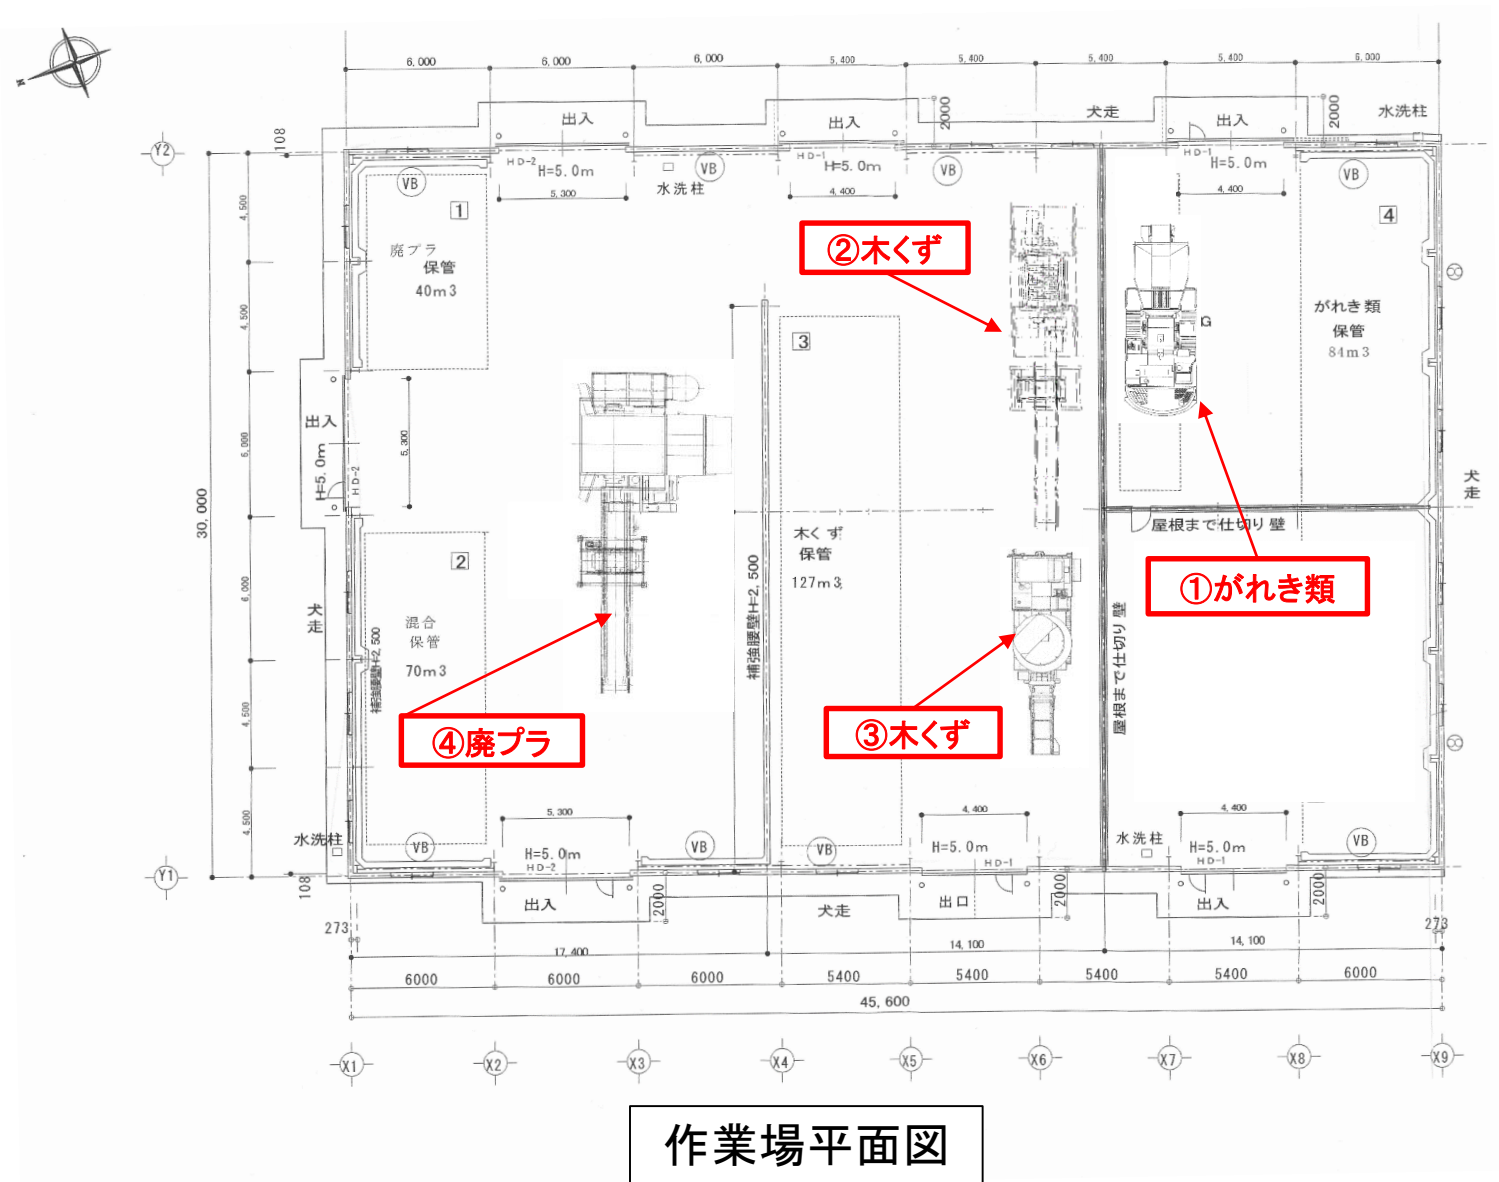 6,000
6,000
6,000
5,400
5,400
5,400
5,400
6,000
N
2000
犬走
2000
水洗柱
出入
出入
出入
Y2
108
HD-2
H=5.0m
VB
HD-1
H=5.0m
VB
HD-1
H=5.0m
VB
VB
水洗柱
5,300
4,400
4,400
4,500
1
4
廃プラ
保管
40m3
②木くず
4,500
3
G
がれき類
保管
84m3
出入
H=5.0m
HD-2
5,300
6,000
30,000
犬走
屋根まで仕切り壁
木くず
保管
127m3
2
①がれき類
6,000
犬走
混合
保管
70m3
補強腰壁H=2,500
補強腰壁H=2,500
屋根まで仕切り壁
4,500
④廃プラ
③木くず
4,500
5,300
4,400
4,400
水洗柱
VB
H=5.0m
HD-2
VB
VB
H=5.0m
HD-1
水洗柱
H=5.0m
HD-1
VB
Y1
108
2000
2000
2000
出入
犬走
出口
出入
273
273
17,400
14,100
14,100
6000
6000
6000
5400
5400
5400
5400
6000
45,600
X1
X2
X3
X4
X5
X6
X7
X8
X9
作業場平面図